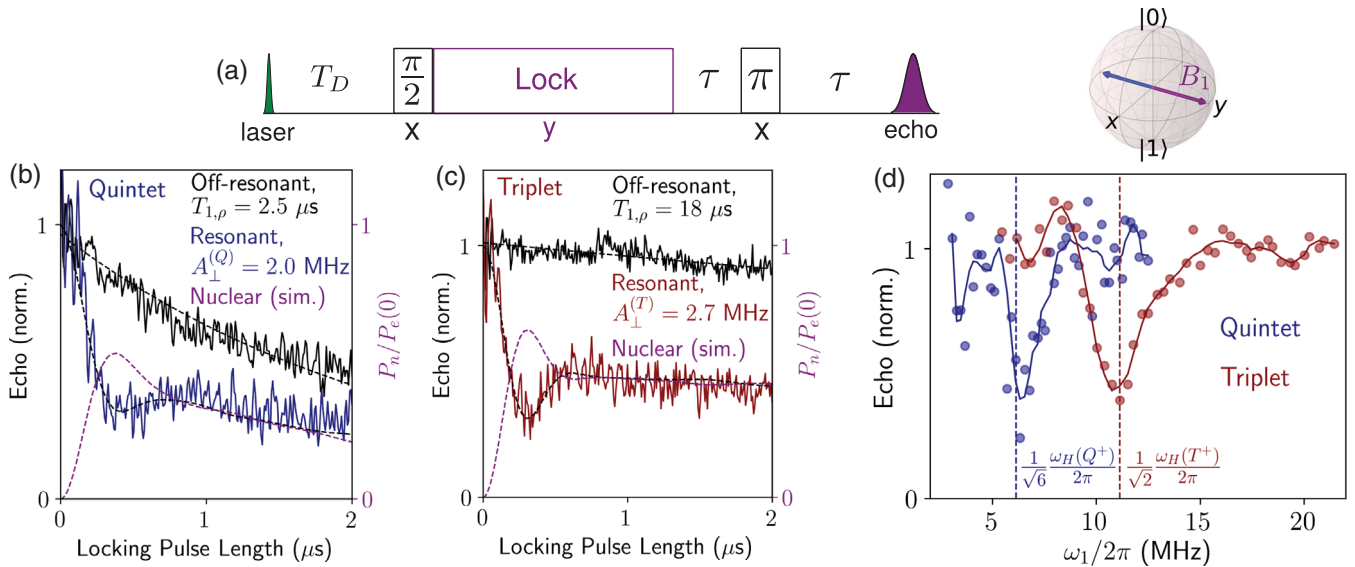 (a)
T_D
π/2
Lock
τ
π
τ
laser
x
y
x
echo
|0⟩
B_1
x
y
|1⟩
(b)
Quintet
Off-resonant,
T_{1,ρ} = 2.5 μs
Resonant,
A_⊥^{(Q)} = 2.0 MHz
Nuclear (sim.)
Echo (norm.)
1
0
1
0
P_n/P_e(0)
0
1
2
Locking Pulse Length (μs)
(c)
Triplet
Off-resonant,
T_{1,ρ} = 18 μs
Resonant,
A_⊥^{(T)} = 2.7 MHz
Nuclear (sim.)
Echo (norm.)
1
0
1
0
P_n/P_e(0)
0
1
2
Locking Pulse Length (μs)
(d)
Echo (norm.)
1
0
Quintet
Triplet
1/√6 ω_H(Q^+)/2π
1/√2 ω_H(T^+)/2π
5
10
15
20
ω_1/2π (MHz)